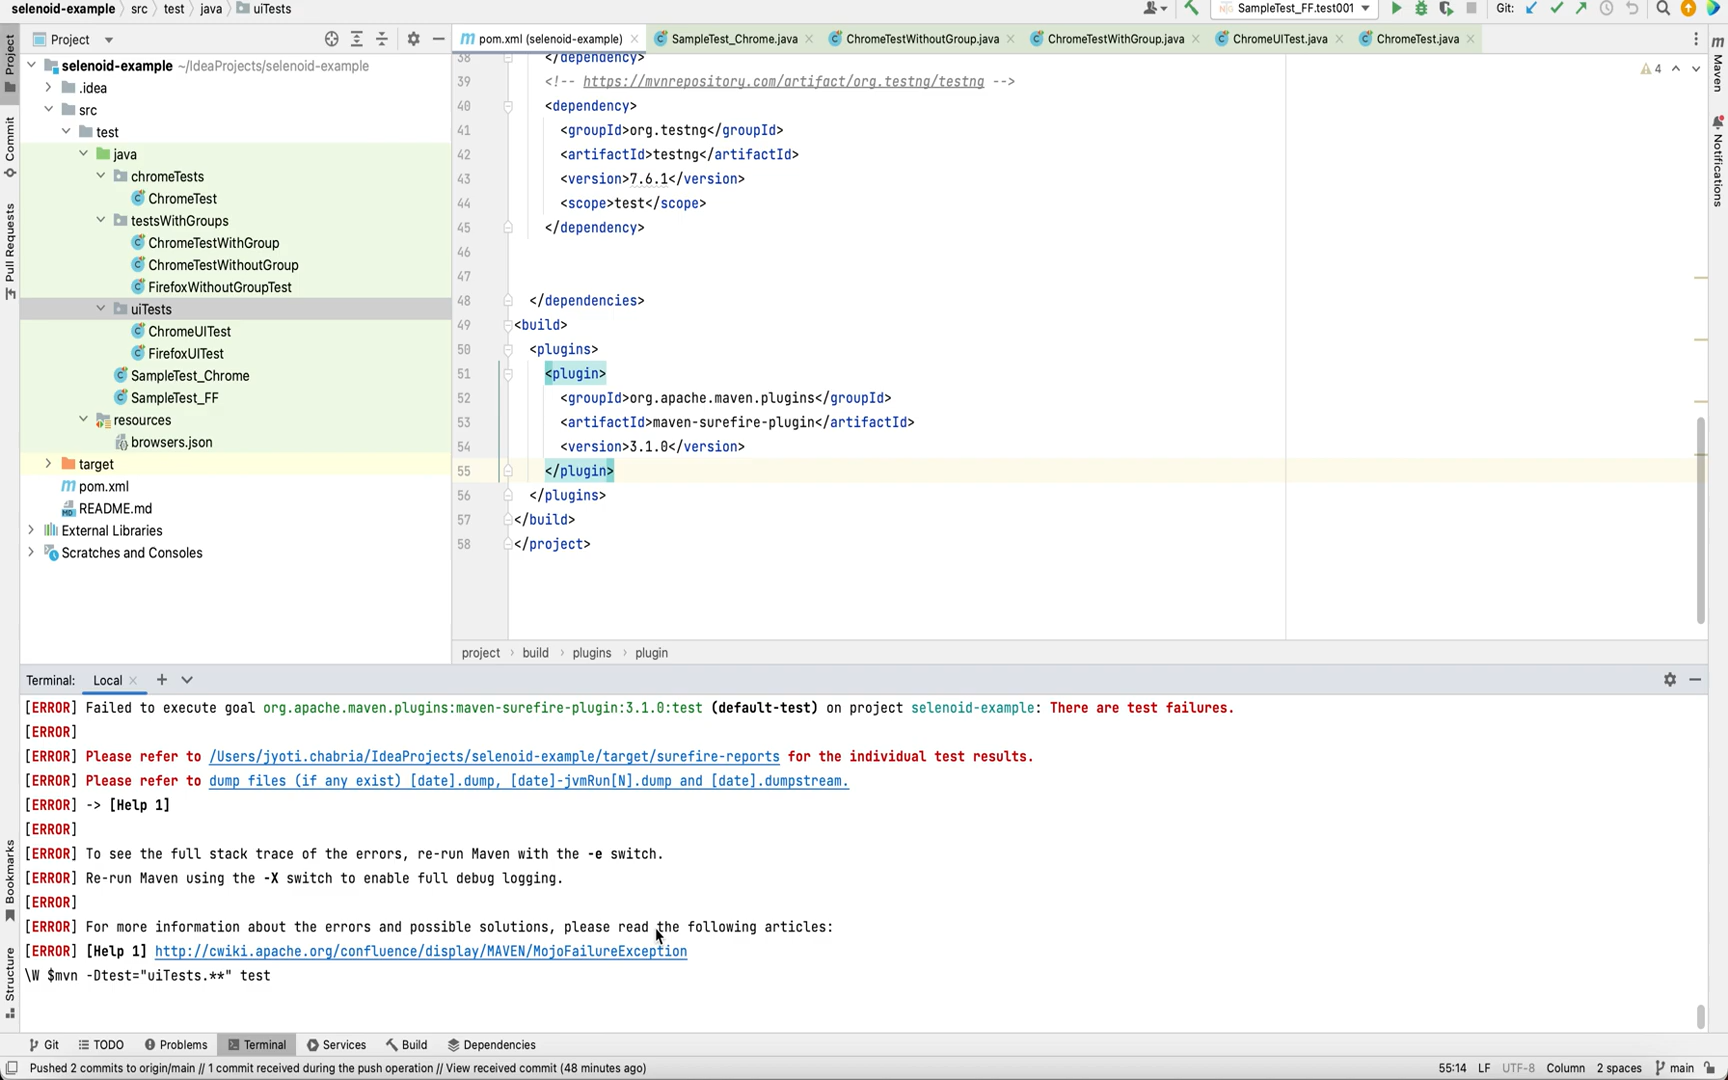 selenoid-example src test java uiTests SampleTest_FF.test001 Git:
Project pom.xml (selenoid-example) SampleTest_Chrome.java ChromeTestWithoutGroup.java ChromeTestWithGroup.java ChromeUITest.java ChromeTest.java
Project
Commit
Pull Requests
Bookmarks
Structure
Maven
Notifications
selenoid-example ~/IdeaProjects/selenoid-example
.idea
src
test
java
chromeTests
ChromeTest
testsWithGroups
ChromeTestWithGroup
ChromeTestWithoutGroup
FirefoxWithoutGroupTest
uiTests
ChromeUITest
FirefoxUITest
SampleTest_Chrome
SampleTest_FF
resources
browsers.json
target
pom.xml
README.md
External Libraries
Scratches and Consoles
4
38 </dependency>
39 <!-- https://mvnrepository.com/artifact/org.testng/testng -->
40 <dependency>
41 <groupId>org.testng</groupId>
42 <artifactId>testng</artifactId>
43 <version>7.6.1</version>
44 <scope>test</scope>
45 </dependency>
46
47
48 </dependencies>
49 <build>
50 <plugins>
51 <plugin>
52 <groupId>org.apache.maven.plugins</groupId>
53 <artifactId>maven-surefire-plugin</artifactId>
54 <version>3.1.0</version>
55 </plugin>
56 </plugins>
57 </build>
58 </project>
project build plugins plugin
Terminal: Local
[ERROR] Failed to execute goal org.apache.maven.plugins:maven-surefire-plugin:3.1.0:test (default-test) on project selenoid-example: There are test failures.
[ERROR]
[ERROR] Please refer to /Users/jyoti.chabria/IdeaProjects/selenoid-example/target/surefire-reports for the individual test results.
[ERROR] Please refer to dump files (if any exist) [date].dump, [date]-jvmRun[N].dump and [date].dumpstream.
[ERROR] -> [Help 1]
[ERROR]
[ERROR] To see the full stack trace of the errors, re-run Maven with the -e switch.
[ERROR] Re-run Maven using the -X switch to enable full debug logging.
[ERROR]
[ERROR] For more information about the errors and possible solutions, please read the following articles:
[ERROR] [Help 1] http://cwiki.apache.org/confluence/display/MAVEN/MojoFailureException
\W $mvn -Dtest="uiTests.**" test
Git TODO Problems Terminal Services Build Dependencies
Pushed 2 commits to origin/main // 1 commit received during the push operation // View received commit (48 minutes ago) 55:14 LF UTF-8 Column 2 spaces main